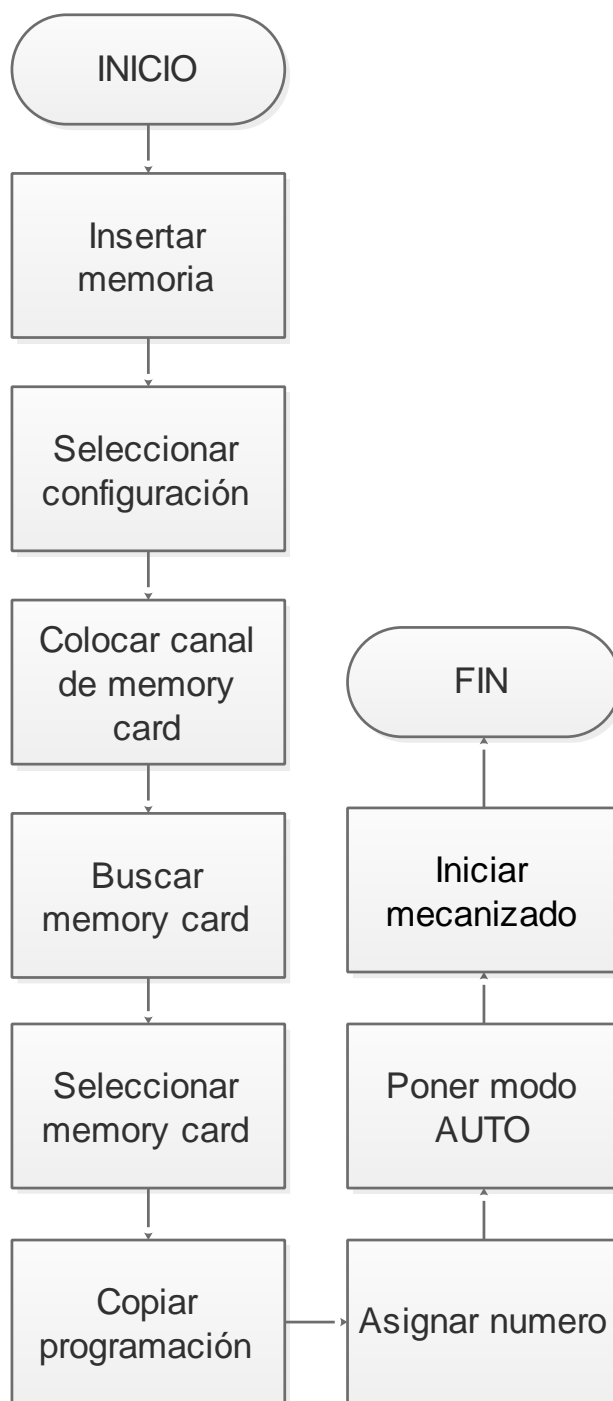 INICIO
Insertar
memoria
Seleccionar
configuración
Colocar canal
de memory
card
Buscar
memory card
Seleccionar
memory card
Copiar
programación
Asignar numero
Poner modo
AUTO
Iniciar
mecanizado
FIN